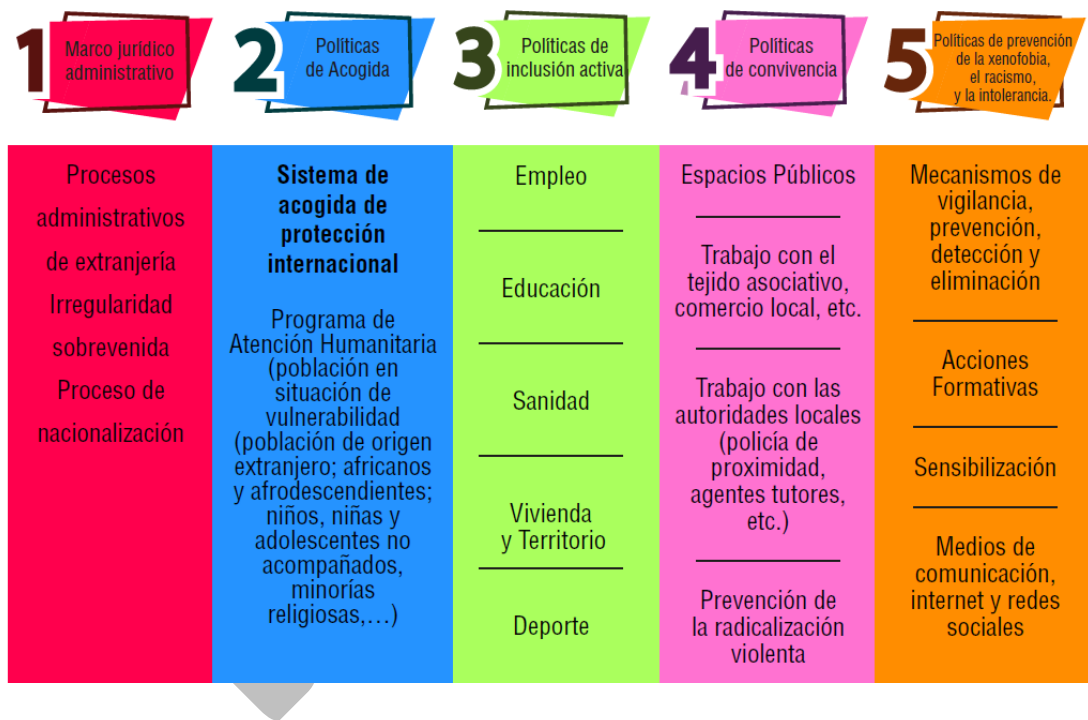 1
Marco jurídico
administrativo
2
Políticas
de Acogida
3
Políticas de
inclusión activa
4
Políticas
de convivencia
5
Políticas de prevención
de la xenofobia,
el racismo,
y la intolerancia.
Procesos
administrativos
de extranjería
Irregularidad
sobrevenida
Proceso de
nacionalización
Sistema de
acogida de
protección
internacional
Programa de
Atención Humanitaria
(población en
situación de
vulnerabilidad
(población de origen
extranjero; africanos
y afrodescendientes;
niños, niñas y
adolescentes no
acompañados,
minorías
religiosas,…)
Empleo
Educación
Sanidad
Vivienda
y Territorio
Deporte
Espacios Públicos
Trabajo con el
tejido asociativo,
comercio local, etc.
Trabajo con las
autoridades locales
(policía de
proximidad,
agentes tutores,
etc.)
Prevención de
la radicalización
violenta
Mecanismos de
vigilancia,
prevención,
detección y
eliminación
Acciones
Formativas
Sensibilización
Medios de
comunicación,
internet y redes
sociales